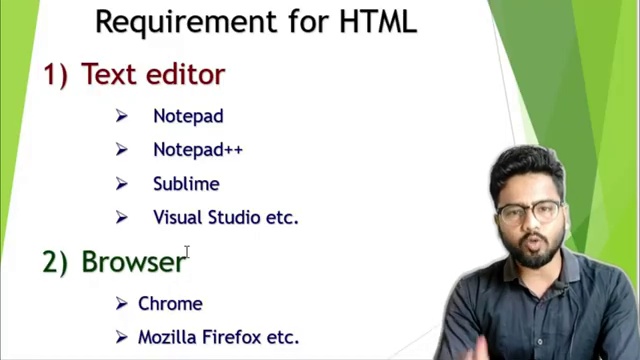 Requirement for HTML
1) Text editor
➢ Notepad
➢ Notepad++
➢ Sublime
➢ Visual Studio etc.
2) Browser
➢ Chrome
➢ Mozilla Firefox etc.